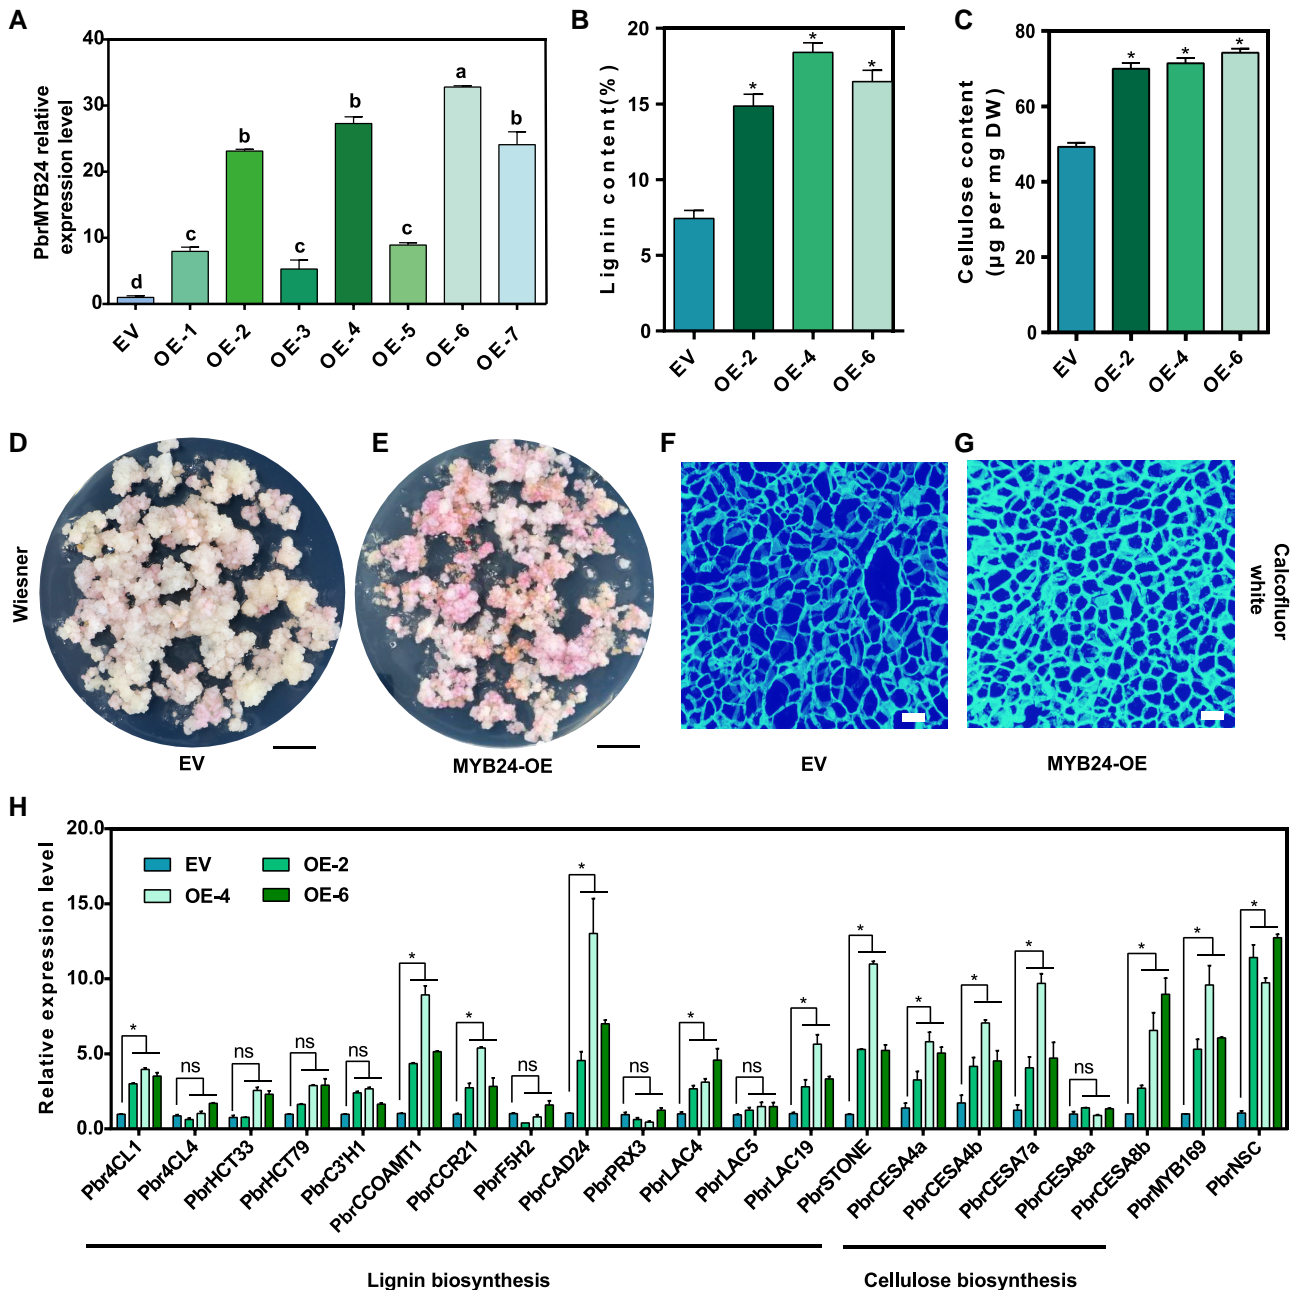 A
PbrMYB24 relative
expression level
40
30
20
10
0
d
c
b
c
b
c
a
b
EV
OE-1
OE-2
OE-3
OE-4
OE-5
OE-6
OE-7
B
Lignin content(%)
20
15
10
5
0
*
*
*
EV
OE-2
OE-4
OE-6
C
Cellulose content
(µg per mg DW)
80
60
40
20
0
*
*
*
EV
OE-2
OE-4
OE-6
D
Wiesner
EV
E
MYB24-OE
F
EV
G
MYB24-OE
Calcofluor
white
H
Relative expression level
20.0
15.0
10.0
5.0
0.0
EV
OE-2
OE-4
OE-6
*
ns
ns
ns
ns
*
*
ns
*
ns
*
ns
*
*
*
*
*
ns
*
*
*
Pbr4CL1
Pbr4CL4
PbrHCT33
PbrHCT79
PbrC3'H1
PbrCCOAMT1
PbrCCR21
PbrF5H2
PbrCAD24
PbrPRX3
PbrLAC4
PbrLAC5
PbrLAC19
PbrSTONE
PbrCESA4a
PbrCESA4b
PbrCESA7a
PbrCESA8a
PbrCESA8b
PbrMYB169
PbrNSC
Lignin biosynthesis
Cellulose biosynthesis